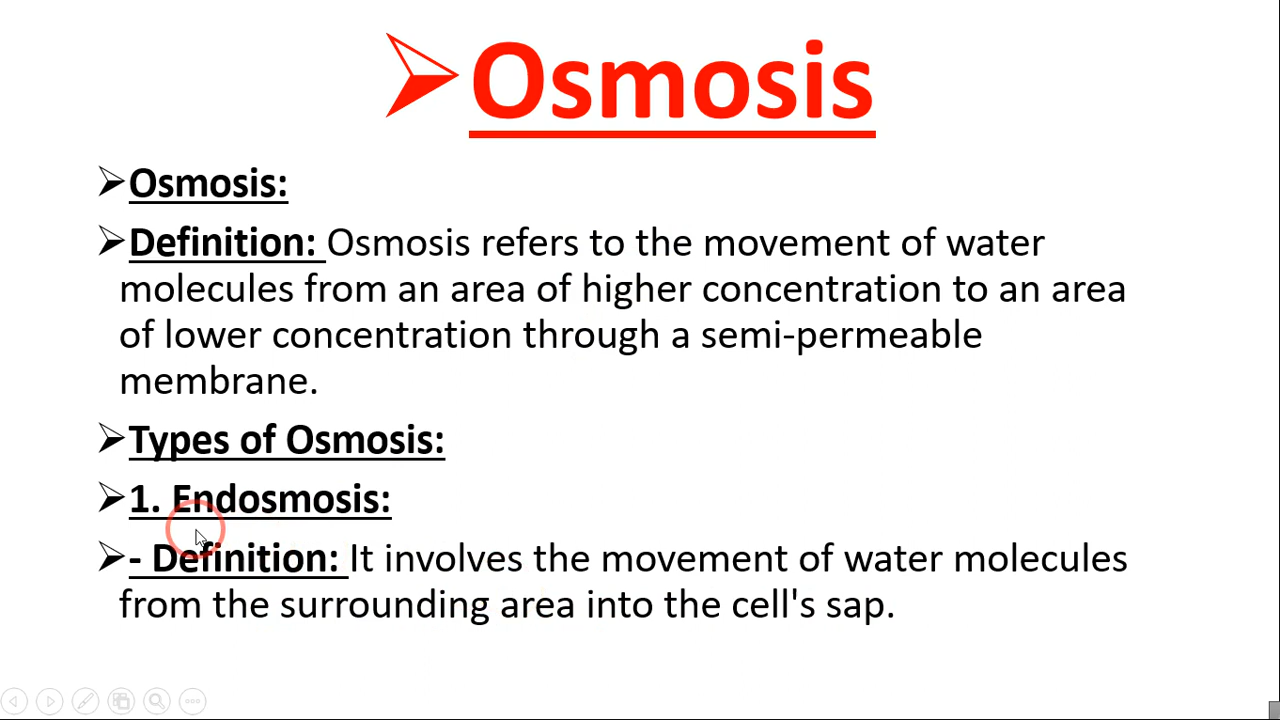 ➢Osmosis
➢Osmosis:
➢Definition: Osmosis refers to the movement of water
molecules from an area of higher concentration to an area
of lower concentration through a semi-permeable
membrane.
➢Types of Osmosis:
➢1. Endosmosis:
➢- Definition: It involves the movement of water molecules
from the surrounding area into the cell's sap.